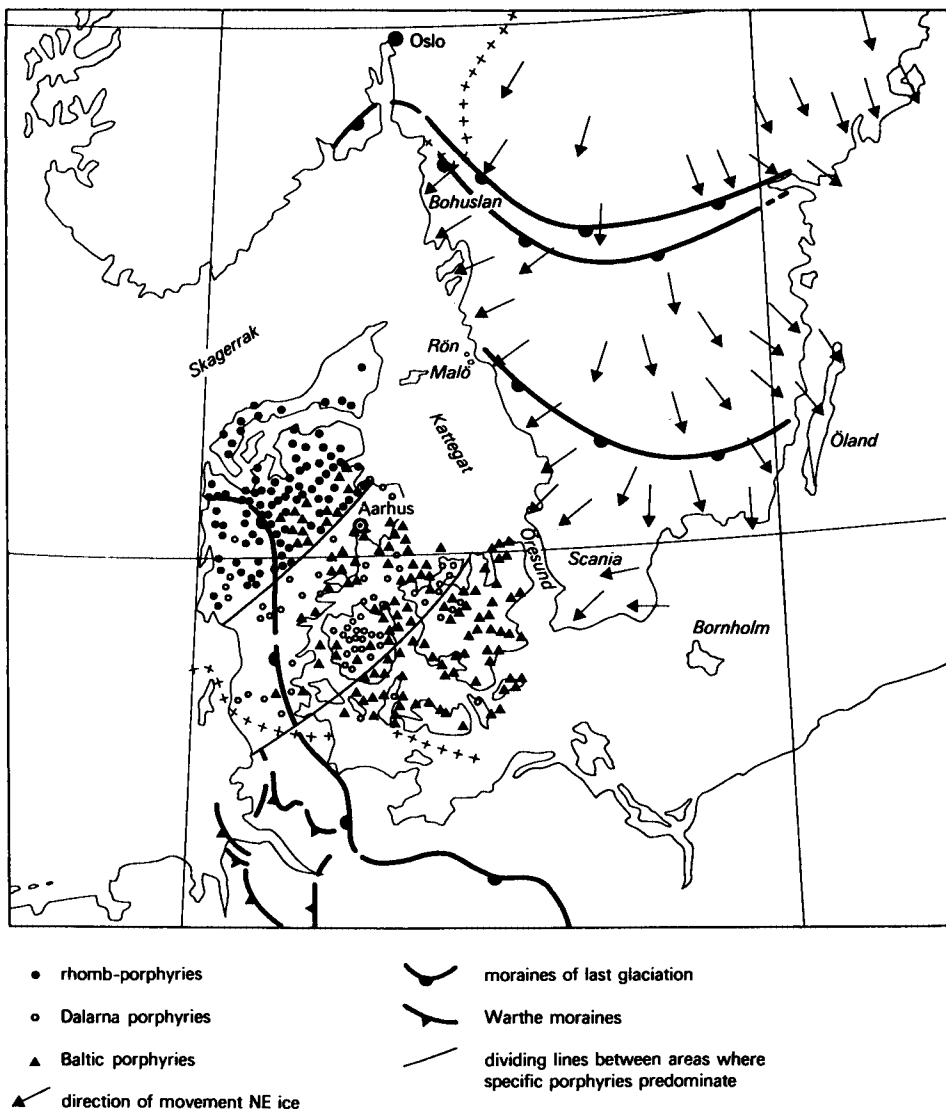 Oslo
Bohuslan
Skagerrak
Rön
Malö
Kattegat
Öland
Aarhus
Öresund
Scania
Bornholm
rhomb-porphyries
Dalarna porphyries
Baltic porphyries
direction of movement NE ice
moraines of last glaciation
Warthe moraines
dividing lines between areas where
specific porphyries predominate